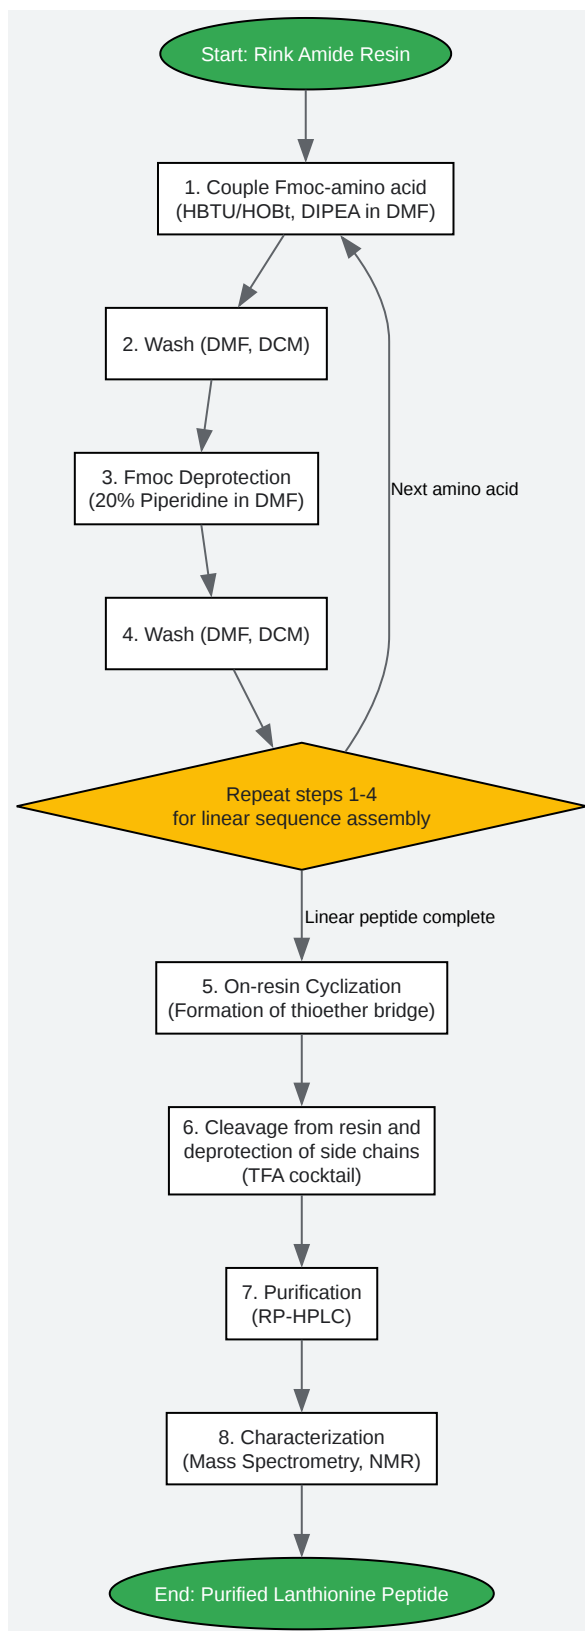 Start: Rink Amide Resin
1. Couple Fmoc-amino acid
(HBTU/HOBt, DIPEA in DMF)
2. Wash (DMF, DCM)
3. Fmoc Deprotection
(20% Piperidine in DMF)
Next amino acid
4. Wash (DMF, DCM)
Repeat steps 1-4
for linear sequence assembly
Linear peptide complete
5. On-resin Cyclization
(Formation of thioether bridge)
6. Cleavage from resin and
deprotection of side chains
(TFA cocktail)
7. Purification
(RP-HPLC)
8. Characterization
(Mass Spectrometry, NMR)
End: Purified Lanthionine Peptide